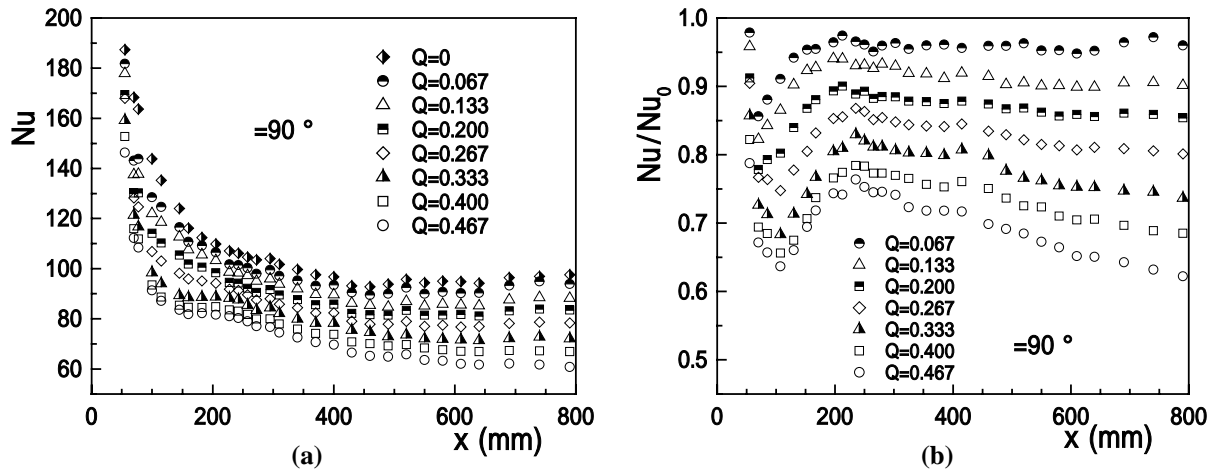 (a)
200
180
160
140
120
100
80
60
Nu
Q=0
Q=0.067
Q=0.133
Q=0.200
Q=0.267
Q=0.333
Q=0.400
Q=0.467
=90 °
0 200 400 600 800
x (mm)
(a)
(b)
1.0
0.9
0.8
0.7
0.6
0.5
Nu/Nu0
Q=0.067
Q=0.133
Q=0.200
Q=0.267
Q=0.333
Q=0.400
Q=0.467
=90 °
0 200 400 600 800
x (mm)
(b)